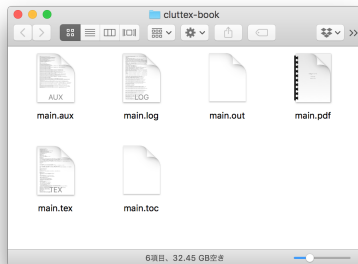 cluttex-book
AUX
LOG
main.aux
main.log
main.out
main.pdf
TEX
main.tex
main.toc
6項目、32.45 GB空き